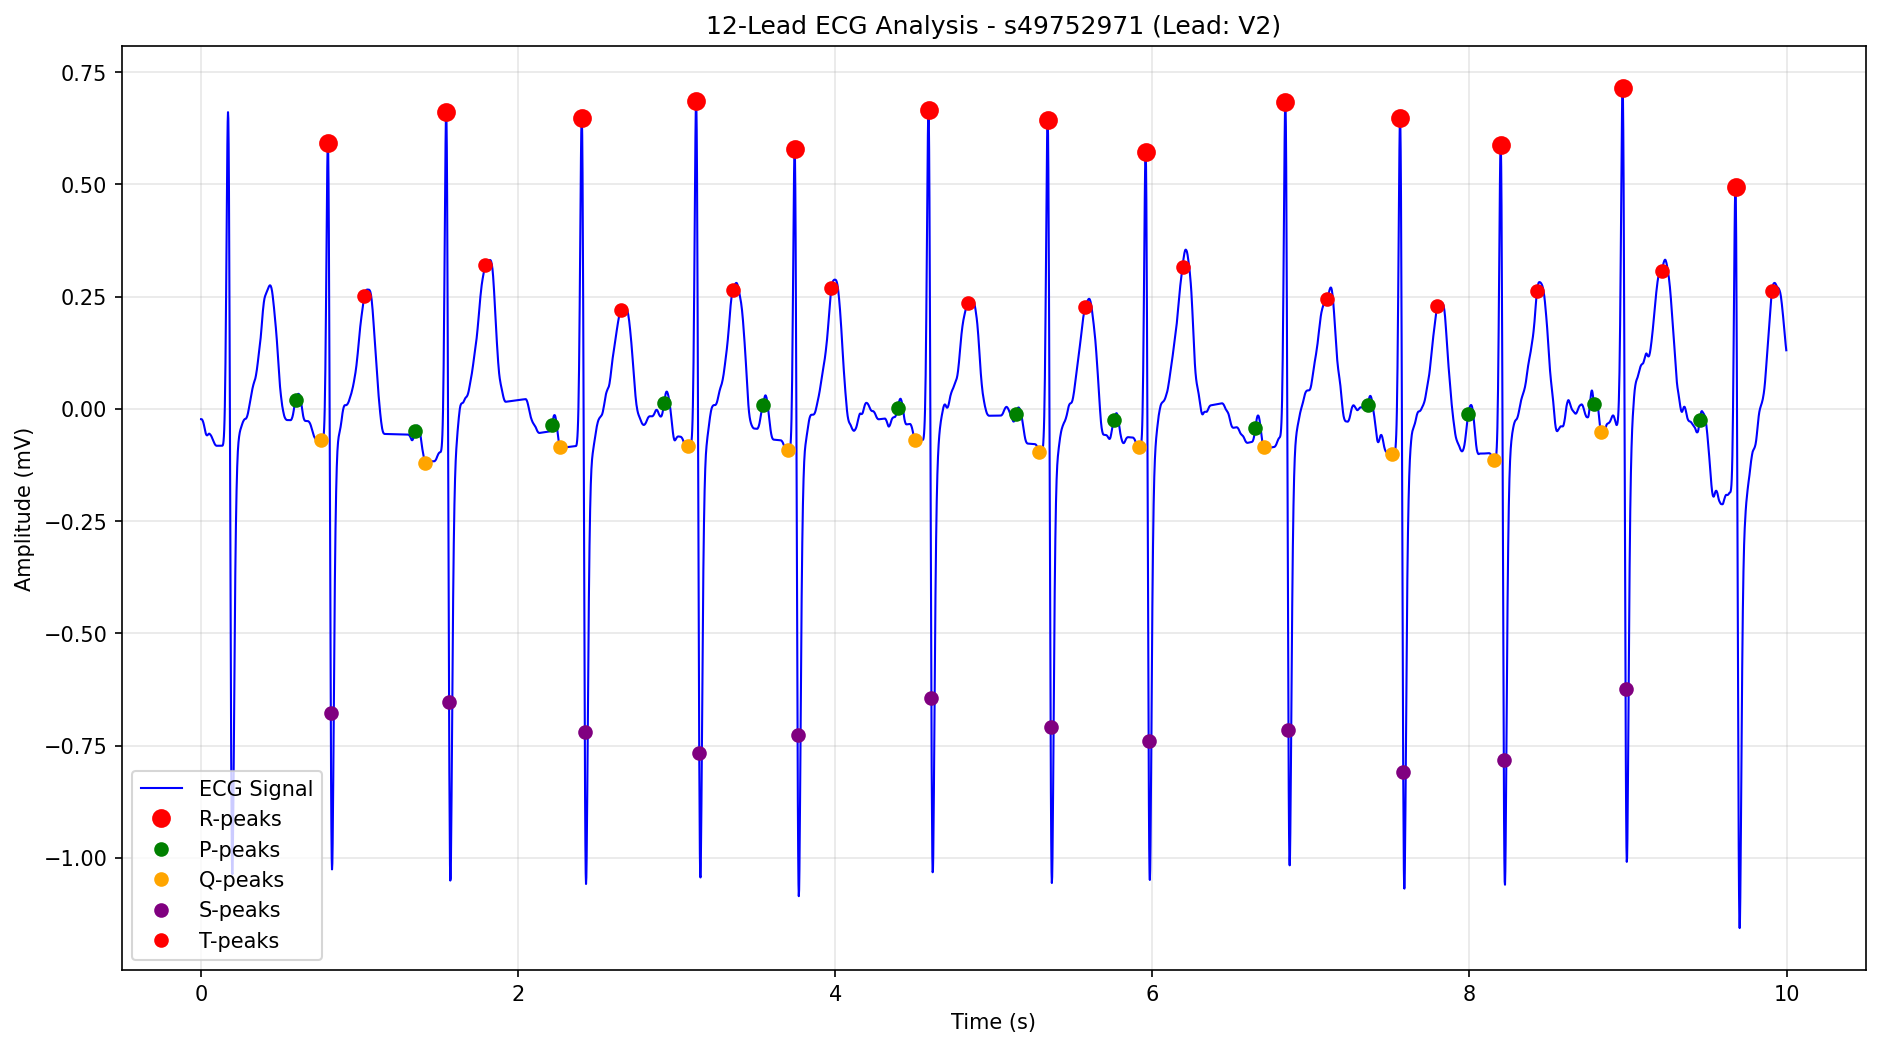 12-Lead ECG Analysis - s49752971 (Lead: V2)
Amplitude (mV)
0.75
0.50
0.25
0.00
−0.25
−0.50
−0.75
−1.00
ECG Signal
R-peaks
P-peaks
Q-peaks
S-peaks
T-peaks
0 2 4 6 8 10
Time (s)